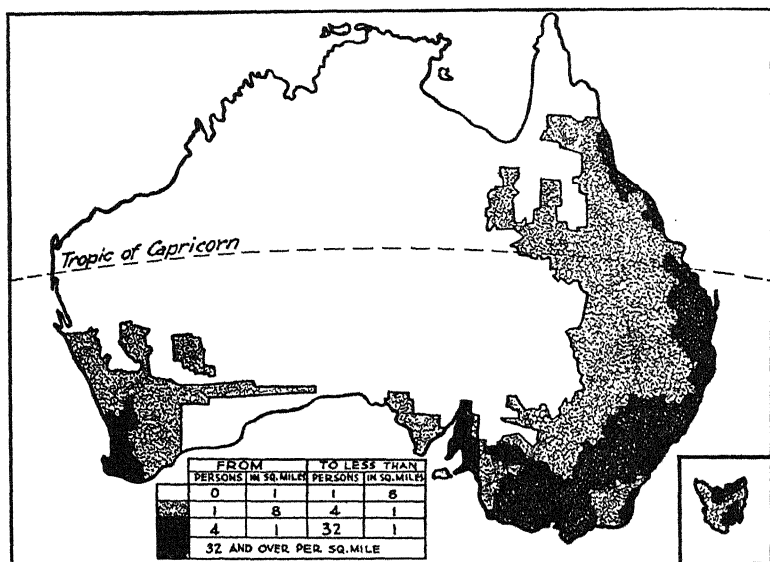 Tropic of Capricorn
FROM TO LESS THAN
PERSONS IN SQ.MILES PERSONS IN SQ.MILES
0 1 1 8
1 8 4 1
4 1 32 1
32 AND OVER PER SQ.MILE